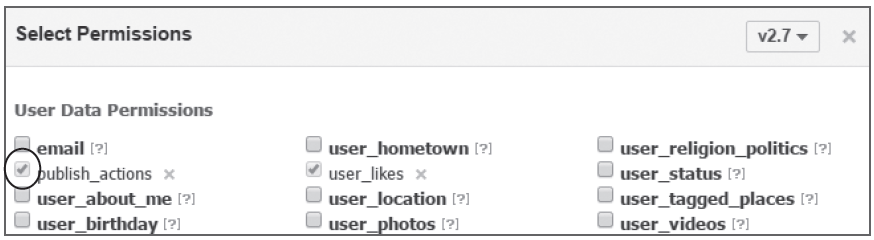 Select Permissions v2.7 ×
User Data Permissions
email [?] user_hometown [?] user_religion_politics [?]
publish_actions × user_likes × user_status [?]
user_about_me [?] user_location [?] user_tagged_places [?]
user_birthday [?] user_photos [?] user_videos [?]